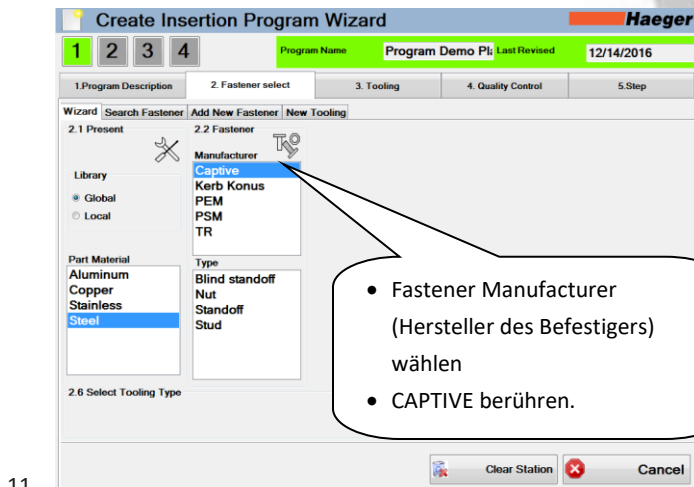 Create Insertion Program Wizard
Haeger
1 2 3 4
Program Name Program Demo Pla Last Revised 12/14/2016
1.Program Description 2. Fastener select 3. Tooling 4. Quality Control 5.Step
Wizard Search Fastener Add New Fastener New Tooling
2.1 Present
2.2 Fastener
Library
Global
Local
Manufacturer
Captive
Kerb Konus
PEM
PSM
TR
Part Material
Aluminum
Copper
Stainless
Steel
Type
Blind standoff
Nut
Standoff
Stud
• Fastener Manufacturer
(Hersteller des Befestigers)
wählen
• CAPTIVE berühren.
2.6 Select Tooling Type
Clear Station
Cancel
11